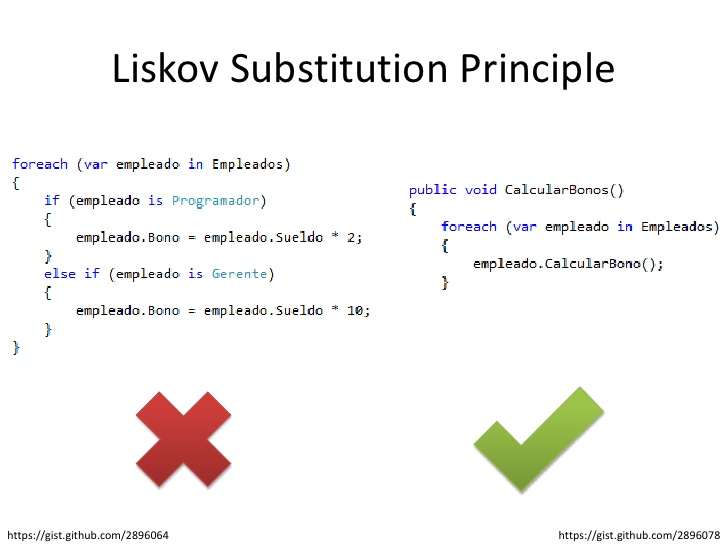 Liskov Substitution Principle
foreach (var empleado in Empleados)
{
    if (empleado is Programador)
    {
        empleado.Bono = empleado.Sueldo * 2;
    }
    else if (empleado is Gerente)
    {
        empleado.Bono = empleado.Sueldo * 10;
    }
}
public void CalcularBonos()
{
    foreach (var empleado in Empleados)
    {
        empleado.CalcularBono();
    }
https://gist.github.com/2896064
https://gist.github.com/2896078